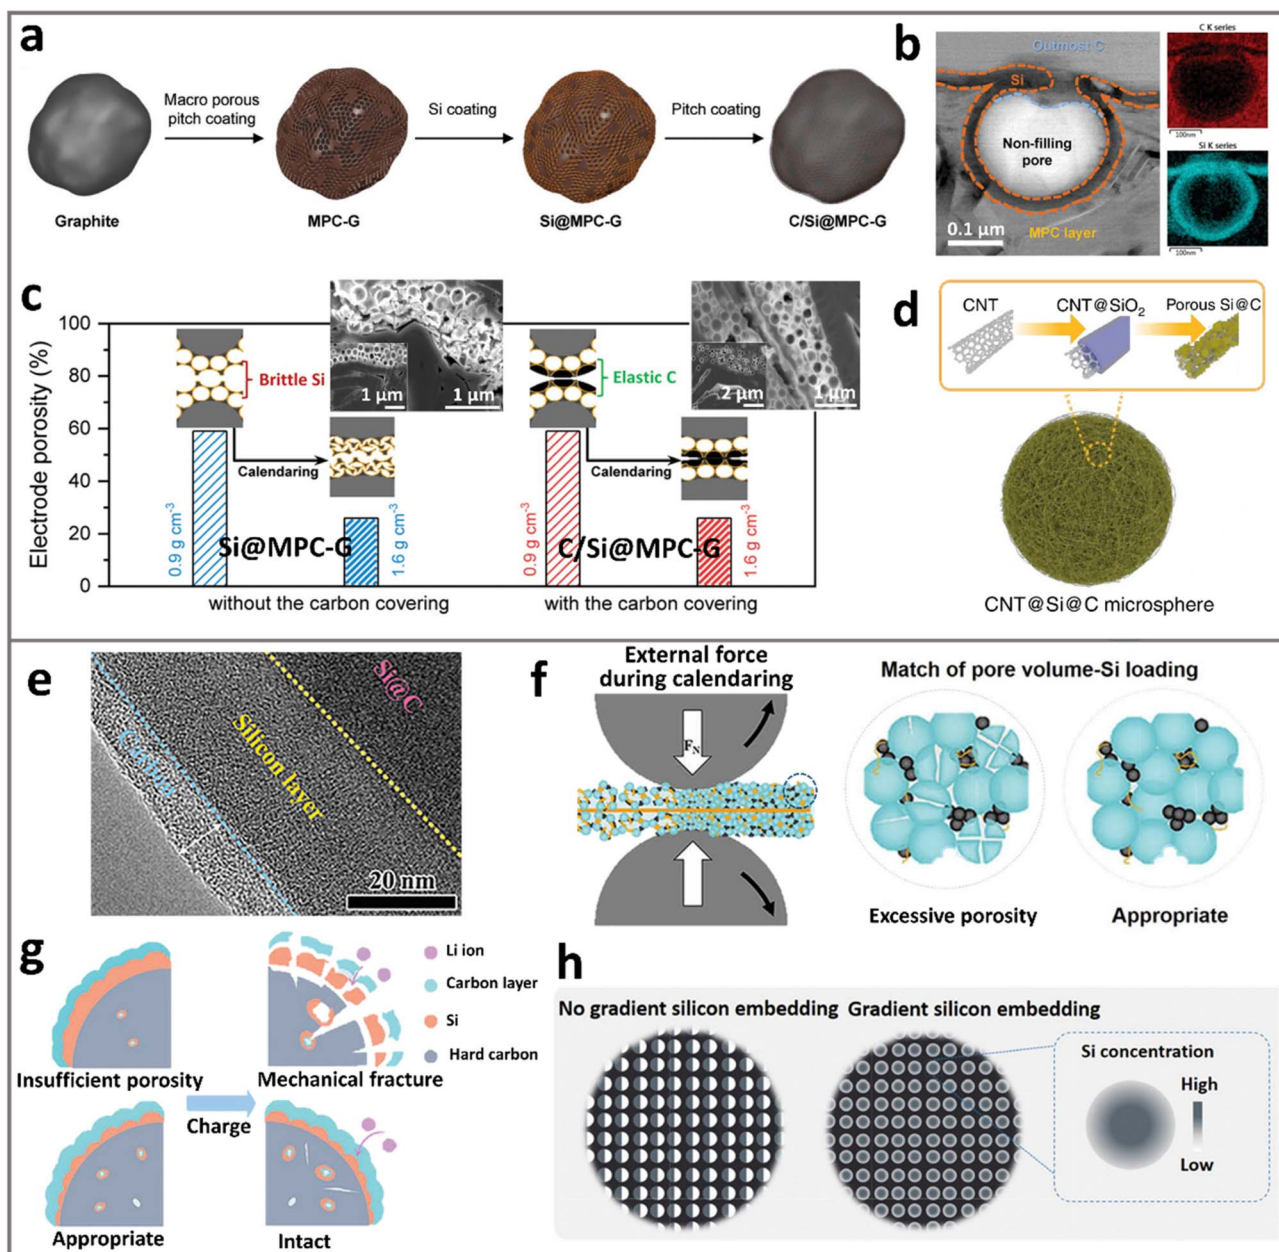 a
Macro porous
pitch coating
Si coating
Pitch coating
Graphite
MPC-G
Si@MPC-G
C/Si@MPC-G
b
Outmost C
Si
Non-filling
pore
0.1 μm
MPC layer
C K series
100nm
Si K series
100nm
c
Electrode porosity (%)
100
80
60
40
20
0
Brittle Si
1 μm
1 μm
Calendaring
0.9 g cm-3
Si@MPC-G
1.6 g cm-3
without the carbon covering
Elastic C
2 μm
1 μm
Calendaring
0.9 g cm-3
C/Si@MPC-G
1.6 g cm-3
with the carbon covering
d
CNT
CNT@SiO2
Porous Si@C
CNT@Si@C microsphere
e
Si@C
Silicon layer
20 nm
f
External force
during calendaring
FN
Match of pore volume-Si loading
Excessive porosity
Appropriate
g
Li ion
Carbon layer
Si
Hard carbon
Insufficient porosity
Mechanical fracture
Charge
Appropriate
Intact
h
No gradient silicon embedding
Gradient silicon embedding
Si concentration
High
Low